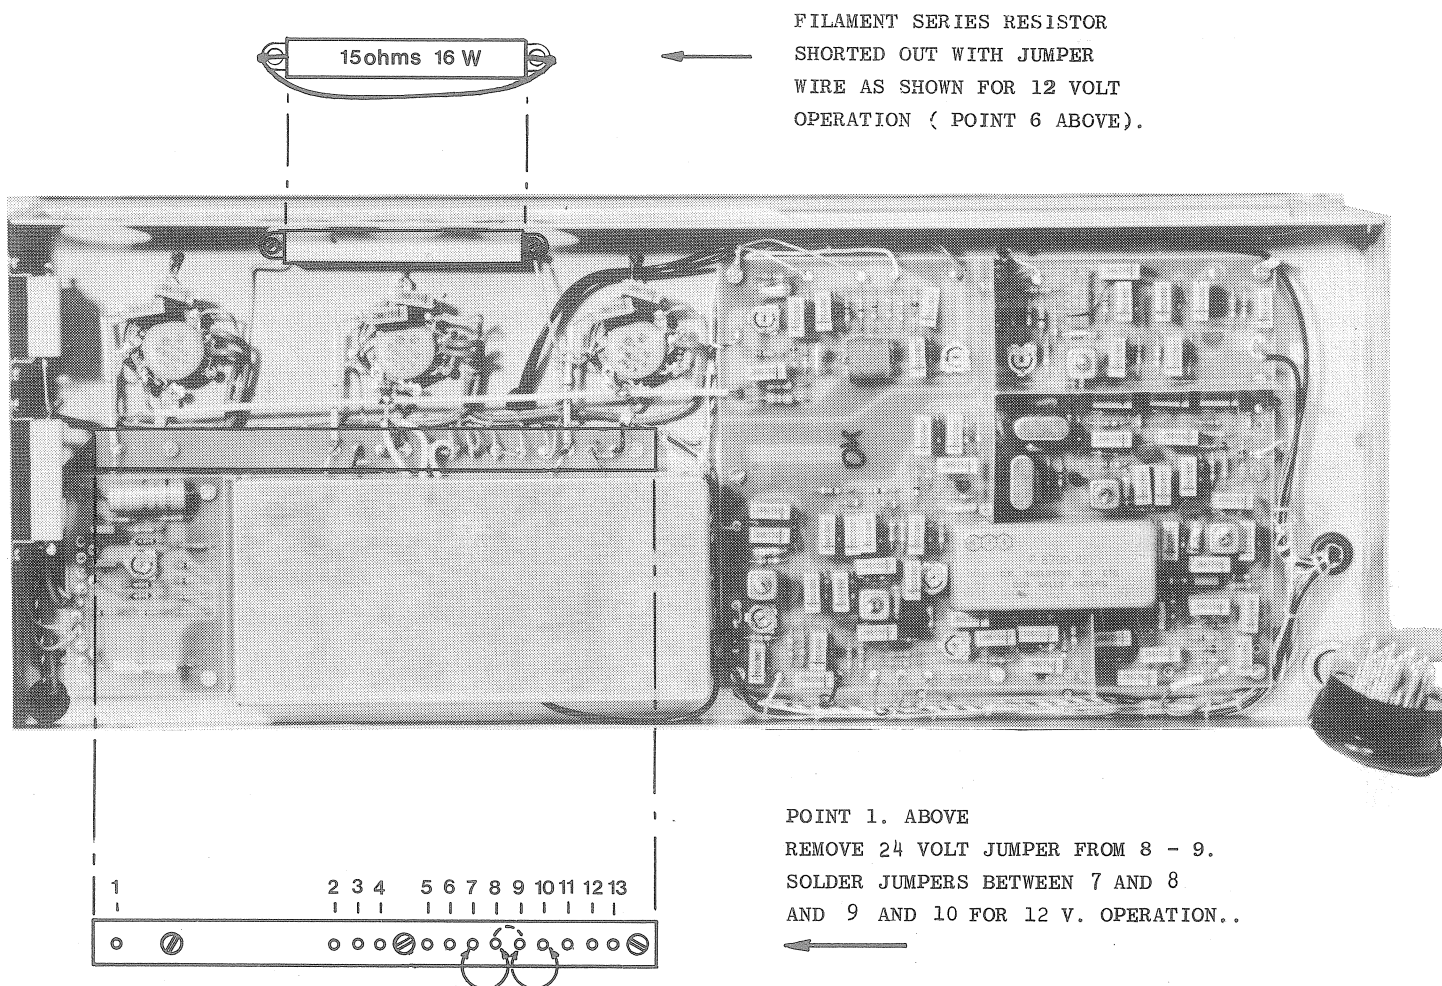 FILAMENT SERIES RESISTOR
SHORTED OUT WITH JUMPER
WIRE AS SHOWN FOR 12 VOLT
OPERATION ( POINT 6 ABOVE).
15ohms 16 W
OK
POINT 1. ABOVE
REMOVE 24 VOLT JUMPER FROM 8 - 9.
SOLDER JUMPERS BETWEEN 7 AND 8
AND 9 AND 10 FOR 12 V. OPERATION..
1 2 3 4 5 6 7 8 9 10 11 12 13